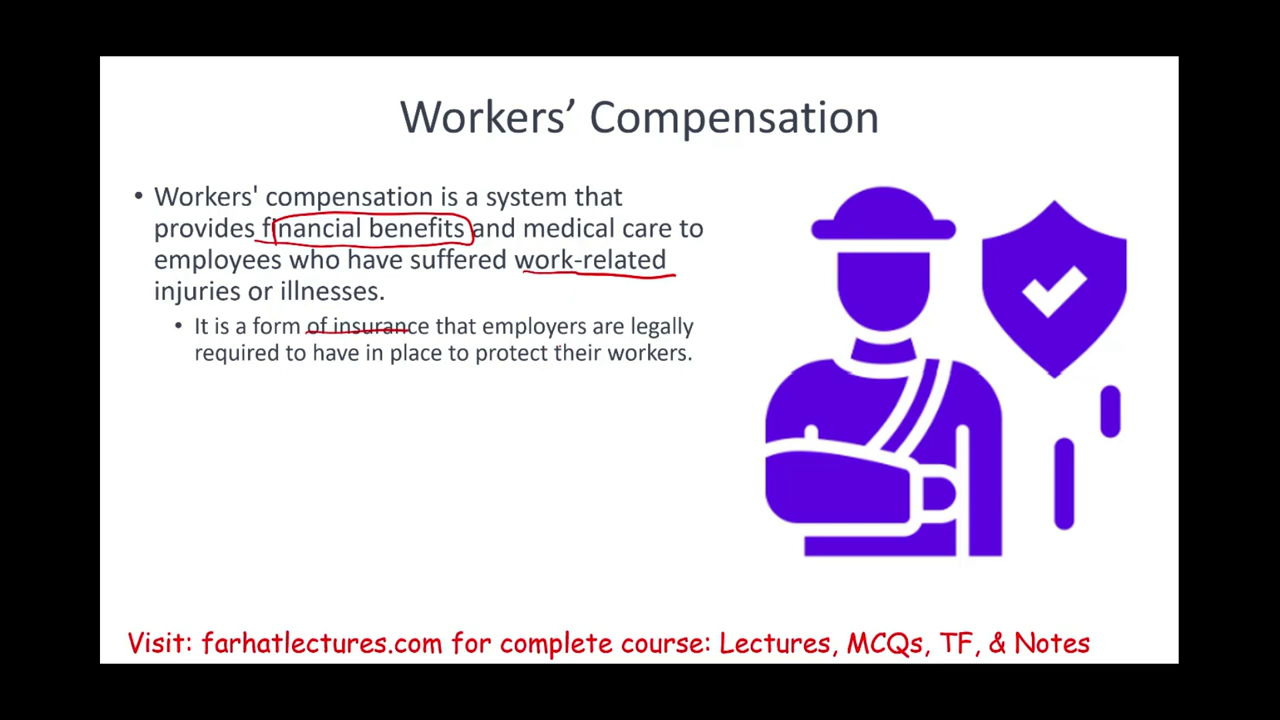 Workers’ Compensation
• Workers' compensation is a system that
provides financial benefits and medical care to
employees who have suffered work-related
injuries or illnesses.
• It is a form of insurance that employers are legally
required to have in place to protect their workers.
Visit: farhatlectures.com for complete course: Lectures, MCQs, TF, & Notes